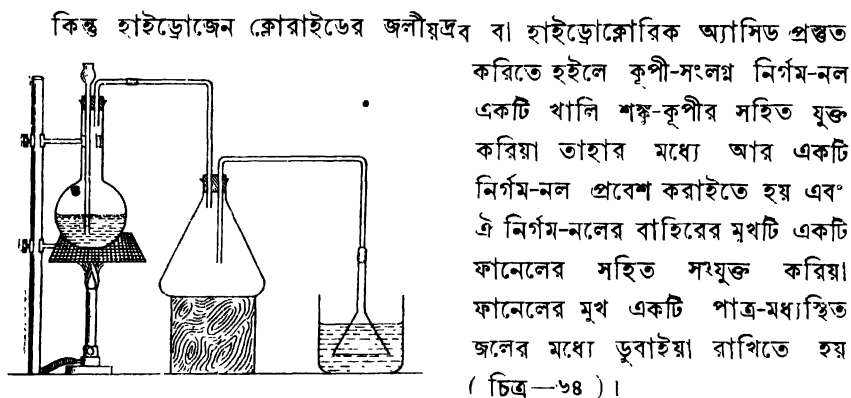 কিন্তু হাইড্রোজেন ক্লোরাইডের জলীয়দ্রব বা হাইড্রোক্লোরিক অ্যাসিড প্রস্তুত
করিতে হইলে কূপী-সংলগ্ন নির্গম-নল
একটি খালি শঙ্কু-কূপীর সহিত যুক্ত
করিয়া তাহার মধ্যে আর একটি
নির্গম-নল প্রবেশ করাইতে হয় এবং
ঐ নির্গম-নলের বাহিরের মুখটি একটি
ফানেলের সহিত সংযুক্ত করিয়া
ফানেলের মুখ একটি পাত্র-মধ্যস্থিত
জলের মধ্যে ডুবাইয়া রাখিতে হয়
( চিত্র—৬৪ ) ।